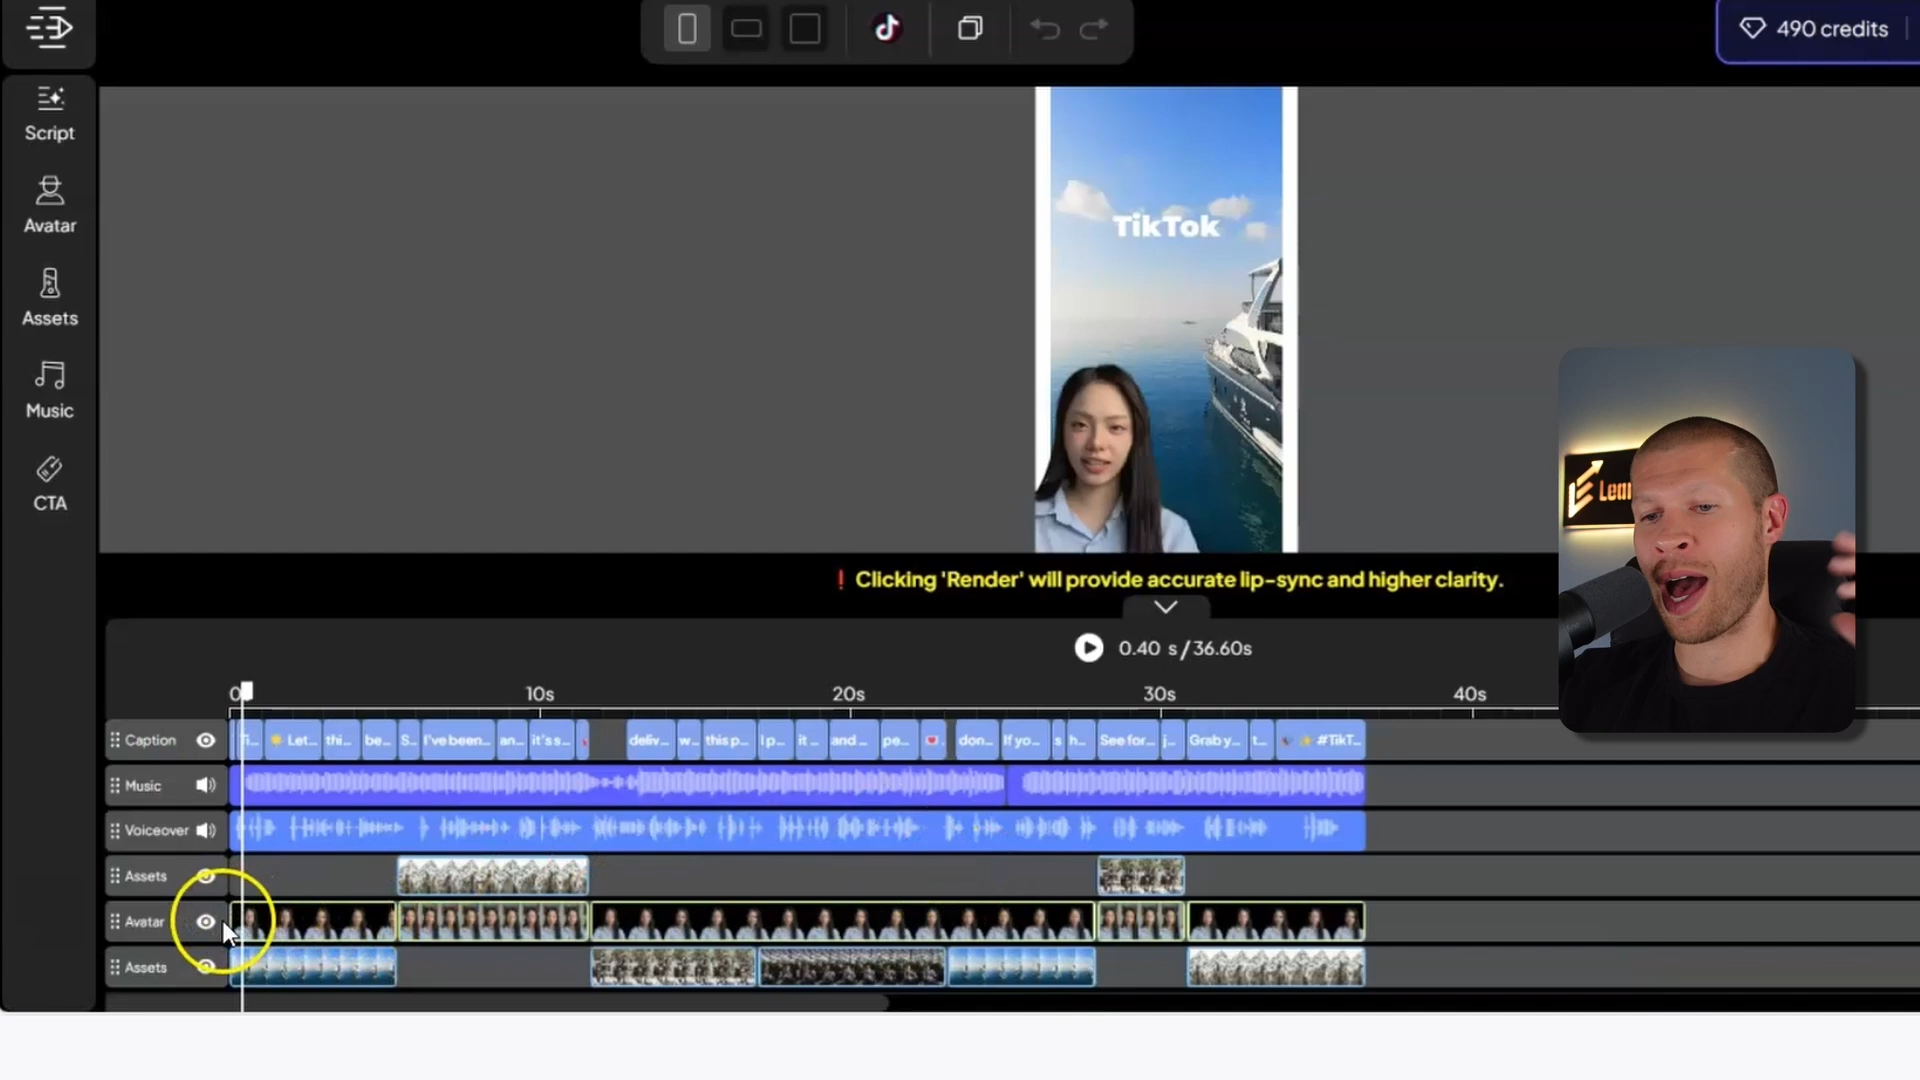 490 credits
Script
Avatar
Assets
Music
CTA
TikTok
Lear
! Clicking 'Render' will provide accurate lip-sync and higher clarity.
0.40 s/36.60s
0 10s 20s 30s 40s
Caption Let... thi... be... S... I've been... an... it's s... deliv... w... this p... I p... it ... and ... pe... don... If yo... s h... See for... j... Grab y... t... #TikT...
Music
Voiceover
Assets
Avatar
Assets